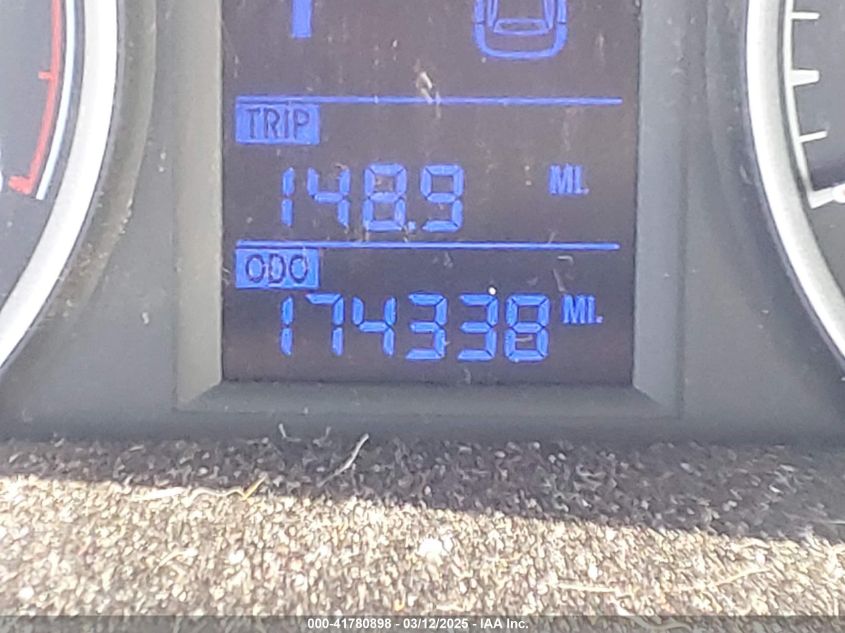 TRIP
148.9 MI.
ODO
174338 MI.
000-41780898 - 03/12/2025 - IAA Inc.